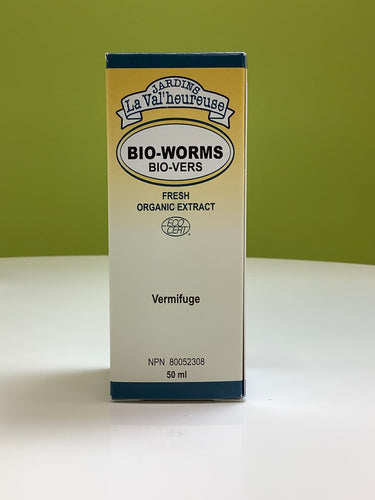 JARDINS
La Val'heureuse
BIO-WORMS
BIO-VERS
FRESH
ORGANIC EXTRACT
ECO
CERT
Vermifuge
NPN 80052308
50 ml